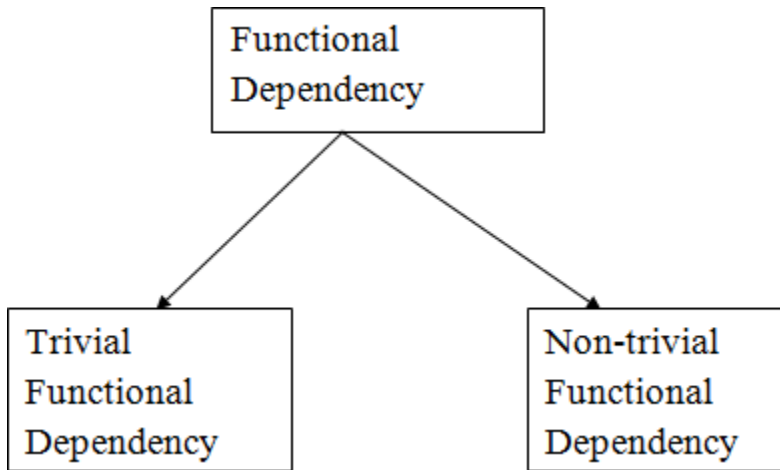 Functional
Dependency
Trivial
Functional
Dependency
Non-trivial
Functional
Dependency